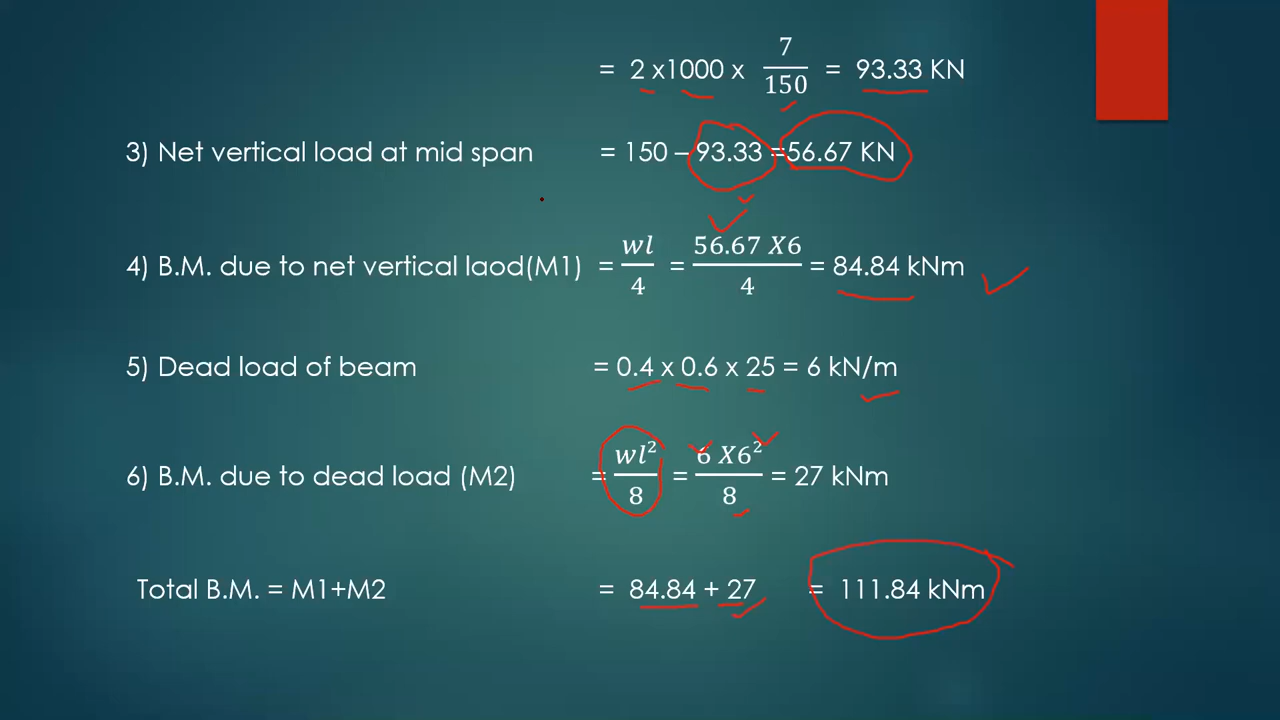 = 2 x1000 x 7/150 = 93.33 KN
3) Net vertical load at mid span = 150 – 93.33 =56.67 KN
4) B.M. due to net vertical laod(M1) = wl/4 = 56.67 X6/4 = 84.84 kNm
5) Dead load of beam = 0.4 x 0.6 x 25 = 6 kN/m
6) B.M. due to dead load (M2) = wl²/8 = 6 X6²/8 = 27 kNm
Total B.M. = M1+M2 = 84.84 + 27 = 111.84 kNm